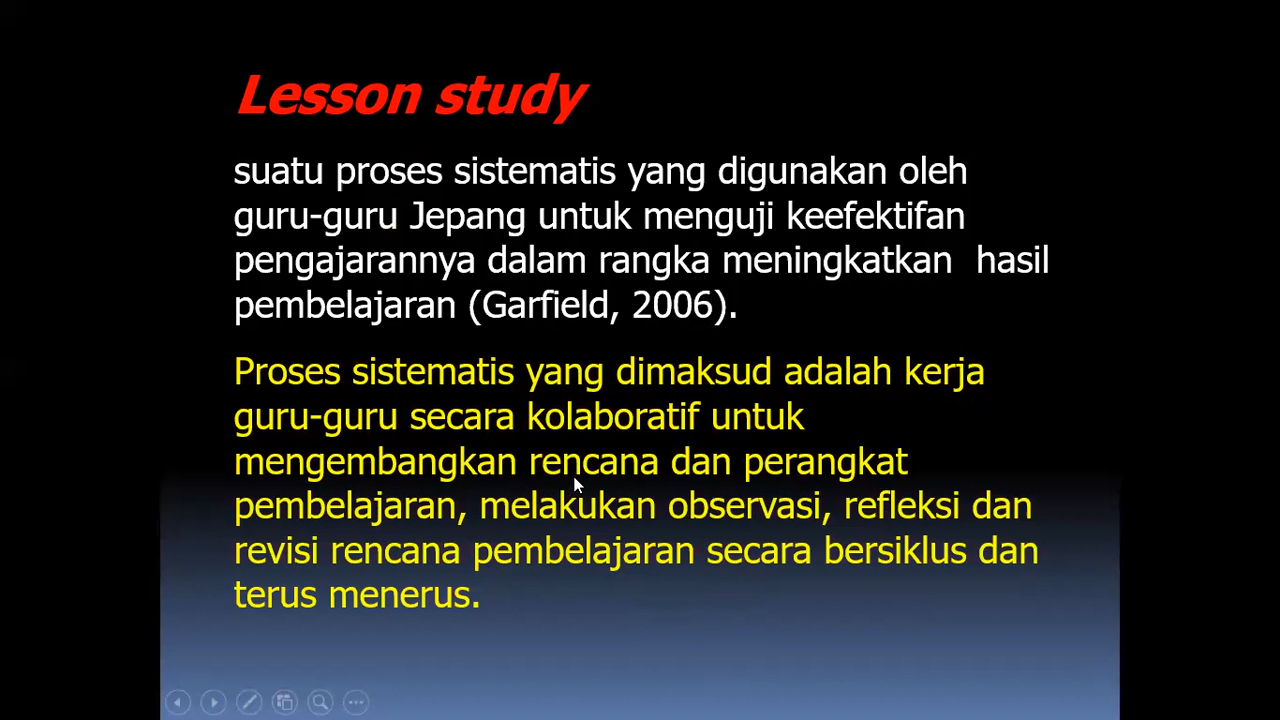 Lesson study
suatu proses sistematis yang digunakan oleh
guru-guru Jepang untuk menguji keefektifan
pengajarannya dalam rangka meningkatkan  hasil
pembelajaran (Garfield, 2006).
Proses sistematis yang dimaksud adalah kerja
guru-guru secara kolaboratif untuk
mengembangkan rencana dan perangkat
pembelajaran, melakukan observasi, refleksi dan
revisi rencana pembelajaran secara bersiklus dan
terus menerus.